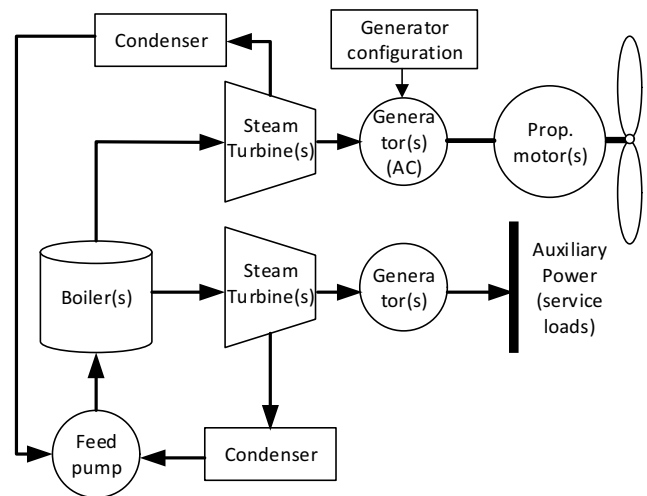 Condenser
Generator
configuration
Steam
Turbine(s)
Genera
tor(s)
(AC)
Prop.
motor(s)
Boiler(s)
Steam
Turbine(s)
Genera
tor(s)
Auxiliary
Power
(service
loads)
Feed
pump
Condenser